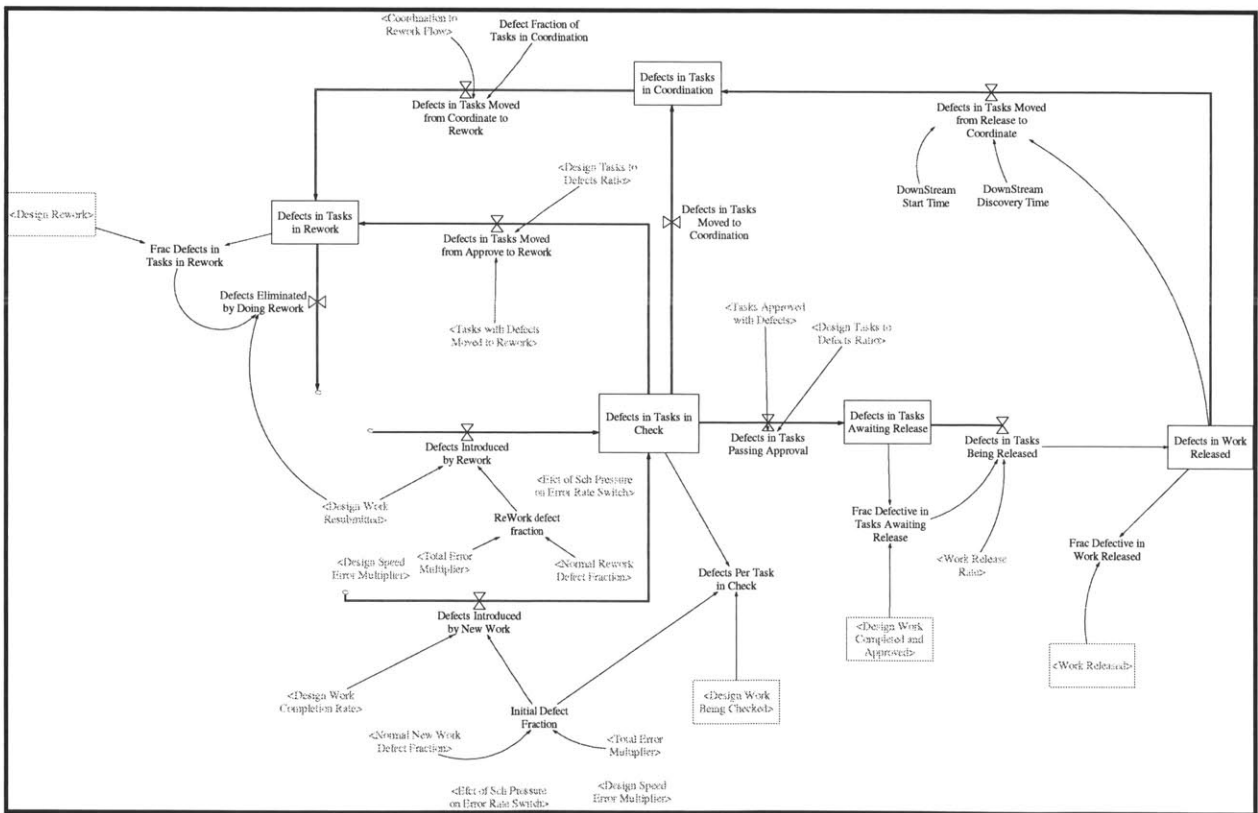 <Coordination to
Rework Flow>
Defect Fraction of
Tasks in Coordination
Defects in Tasks
in Coordination
Defects in Tasks Moved
from Coordinate to
Rework
Defects in Tasks Moved
from Release to
Coordinate
<Design Tasks to
Defects Ratio>
DownStream
Start Time
DownStream
Discovery Time
<Design Rework>
Defects in Tasks
in Rework
Defects in Tasks
Moved to
Coordination
Defects in Tasks Moved
from Approve to Rework
Frac Defects in
Tasks in Rework
Defects Eliminated
by Doing Rework
<Tasks with Defects
Moved to Rework>
<Tasks Approved
with Defects>
<Design Tasks to
Defects Ratio>
Defects in Tasks in
Check
Defects in Tasks
Awaiting Release
Defects in Tasks
Passing Approval
Defects in Tasks
Being Released
Defects in Work
Released
Defects Introduced
by Rework
<Efct of Sch Pressure
on Error Rate Switch>
<Design Work
Resubmitted>
ReWork defect
fraction
Frac Defective in
Tasks Awaiting
Release
Frac Defective in
Work Released
<Design Speed
Error Multiplier>
<Total Error
Multiplier>
<Normal Rework
Defect Fraction>
Defects Per Task
in Check
<Work Release
Rate>
Defects Introduced
by New Work
<Design Work
Completed and
Approved>
<Work Released>
<Design Work
Completion Rate>
Initial Defect
Fraction
<Design Work
Being Checked>
<Normal New Work
Defect Fraction>
<Total Error
Multiplier>
<Efct of Sch Pressure
on Error Rate Switch>
<Design Speed
Error Multiplier>